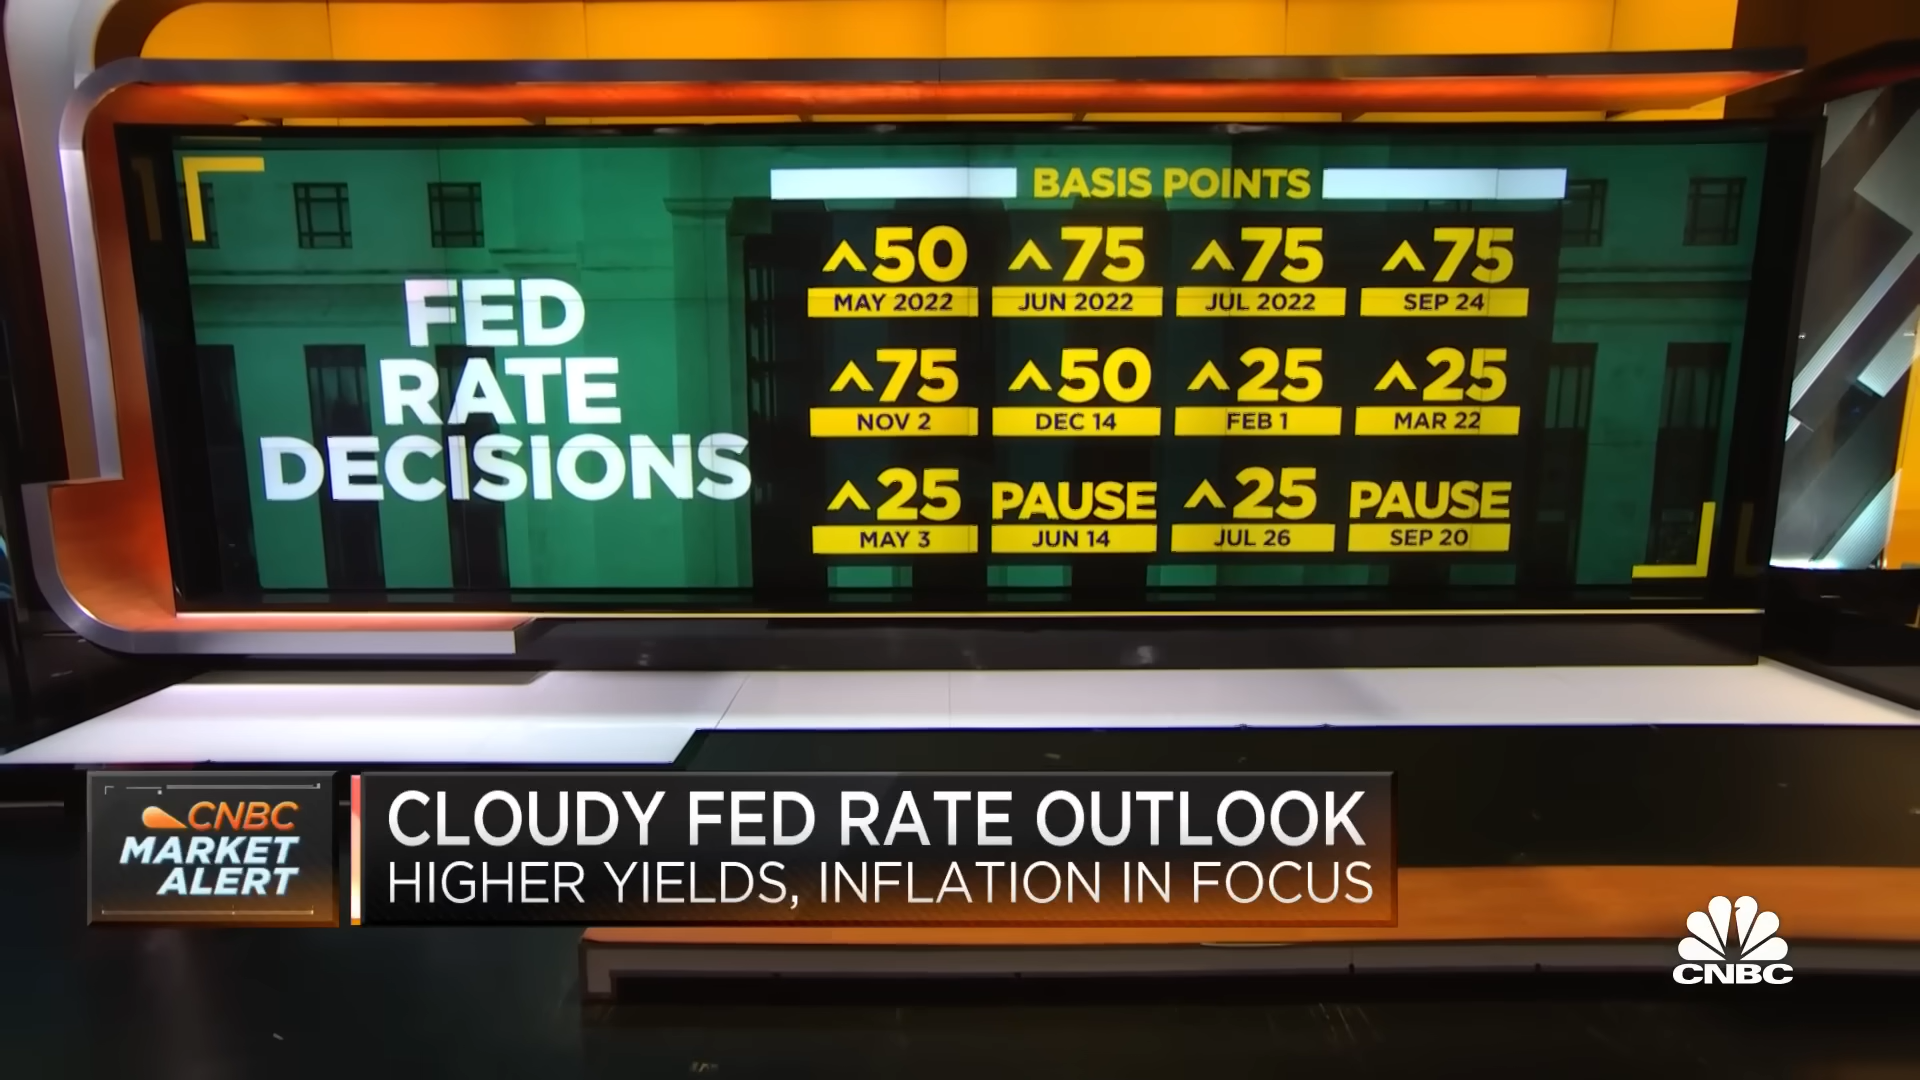 BASIS POINTS
FED
RATE
DECISIONS
^50 ^75 ^75 ^75
MAY 2022 JUN 2022 JUL 2022 SEP 24
^75 ^50 ^25 ^25
NOV 2 DEC 14 FEB 1 MAR 22
^25 PAUSE ^25 PAUSE
MAY 3 JUN 14 JUL 26 SEP 20
CNBC
MARKET
ALERT
CLOUDY FED RATE OUTLOOK
HIGHER YIELDS, INFLATION IN FOCUS
CNBC